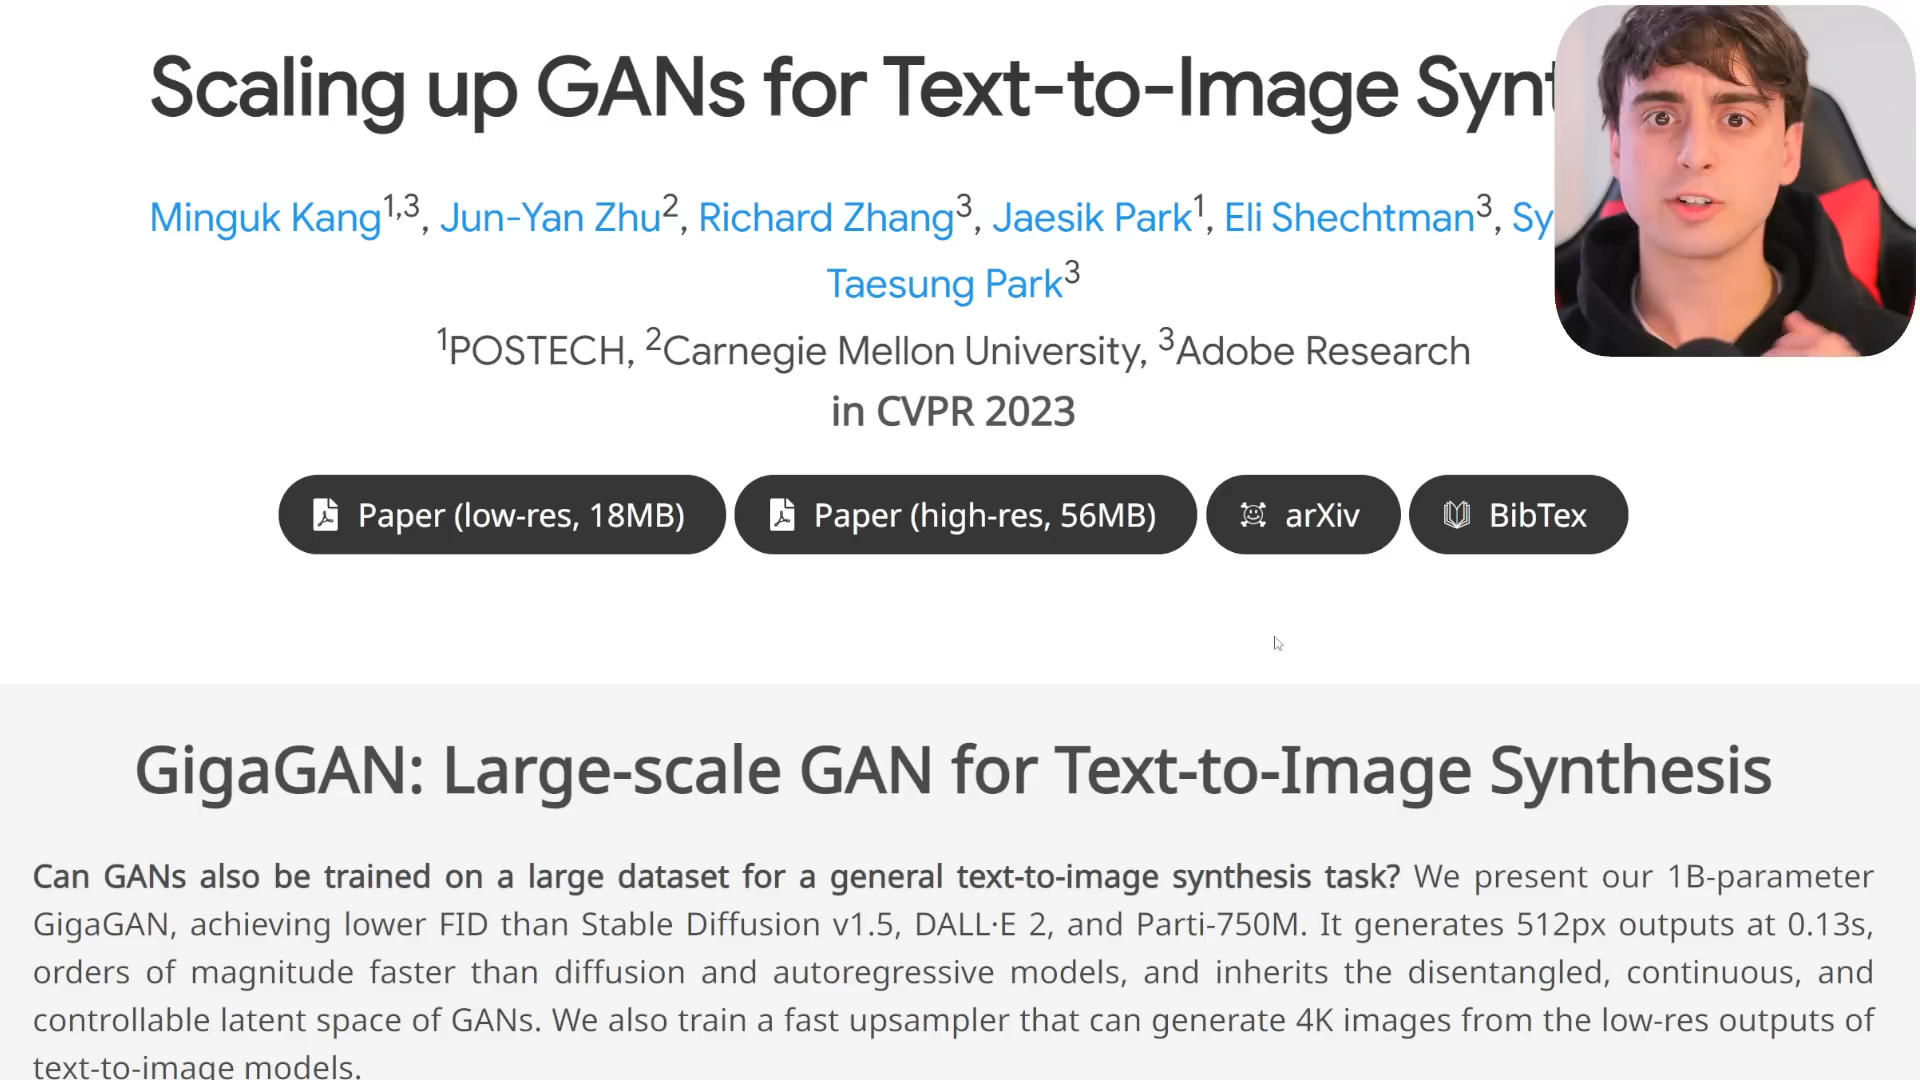 Scaling up GANs for Text-to-Image Synt
Minguk Kang1,3, Jun-Yan Zhu2, Richard Zhang3, Jaesik Park1, Eli Shechtman3, Sy
Taesung Park3
1POSTECH, 2Carnegie Mellon University, 3Adobe Research
in CVPR 2023
Paper (low-res, 18MB) Paper (high-res, 56MB) arXiv BibTex
GigaGAN: Large-scale GAN for Text-to-Image Synthesis
Can GANs also be trained on a large dataset for a general text-to-image synthesis task? We present our 1B-parameter
GigaGAN, achieving lower FID than Stable Diffusion v1.5, DALL·E 2, and Parti-750M. It generates 512px outputs at 0.13s,
orders of magnitude faster than diffusion and autoregressive models, and inherits the disentangled, continuous, and
controllable latent space of GANs. We also train a fast upsampler that can generate 4K images from the low-res outputs of
text-to-image models.